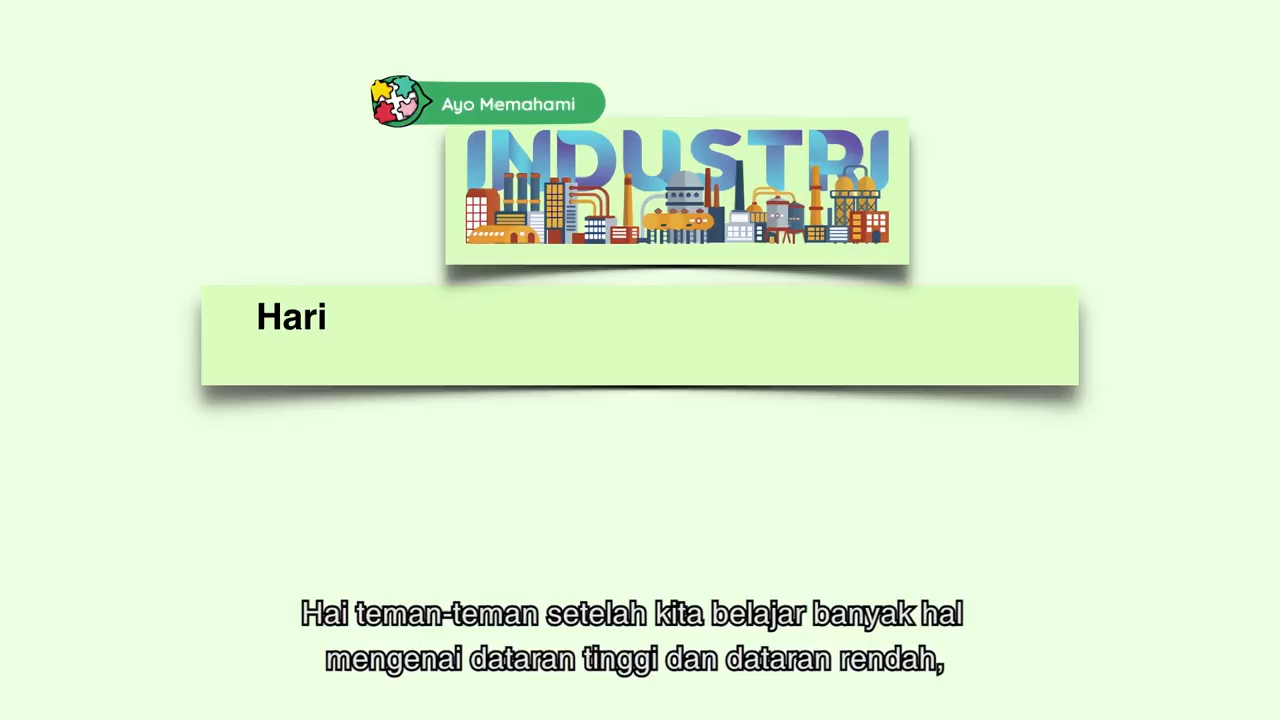 Ayo Memahami
INDUSTRI
Hari
Hai teman-teman setelah kita belajar banyak hal
mengenai dataran tinggi dan dataran rendah,